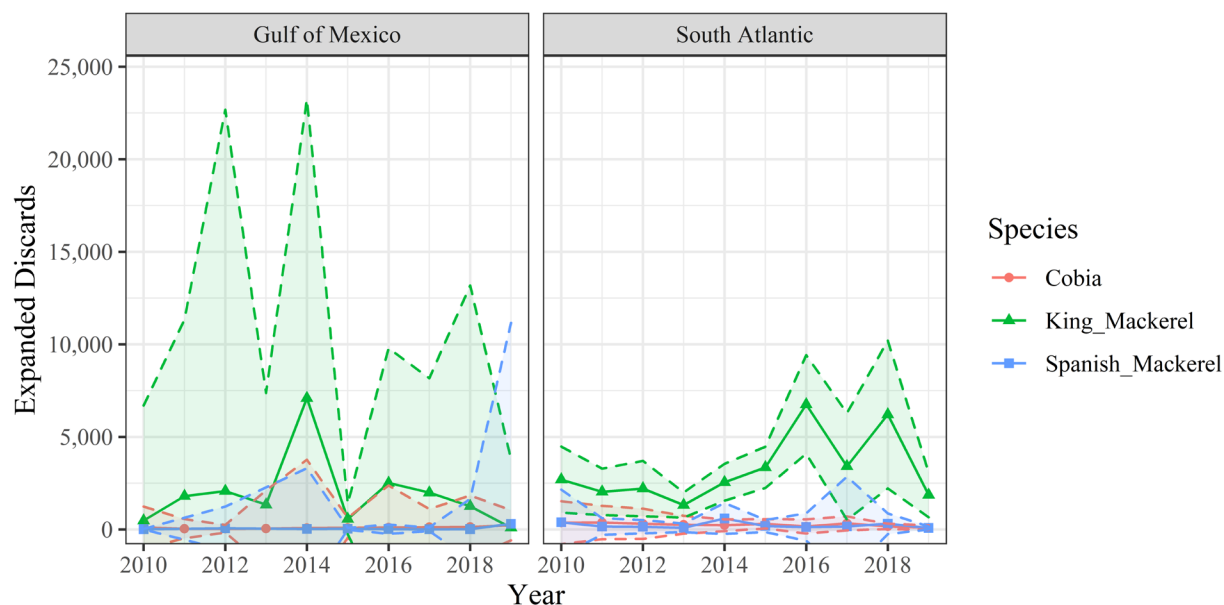 Gulf of Mexico
South Atlantic
25,000
20,000
15,000
10,000
5,000
0
Expanded Discards
2010 2012 2014 2016 2018
2010 2012 2014 2016 2018
Year
Species
Cobia
King_Mackerel
Spanish_Mackerel